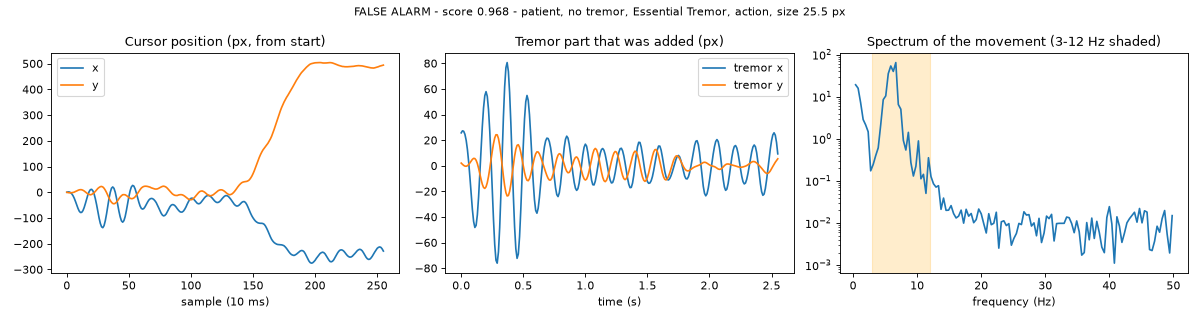 FALSE ALARM - score 0.968 - patient, no tremor, Essential Tremor, action, size 25.5 px
Cursor position (px, from start)
500
400
300
200
100
0
−100
−200
−300
x
y
0 50 100 150 200 250
sample (10 ms)
Tremor part that was added (px)
80
60
40
20
0
−20
−40
−60
−80
tremor x
tremor y
0.0 0.5 1.0 1.5 2.0 2.5
time (s)
Spectrum of the movement (3-12 Hz shaded)
10²
10¹
10⁰
10⁻¹
10⁻²
10⁻³
0 10 20 30 40 50
frequency (Hz)